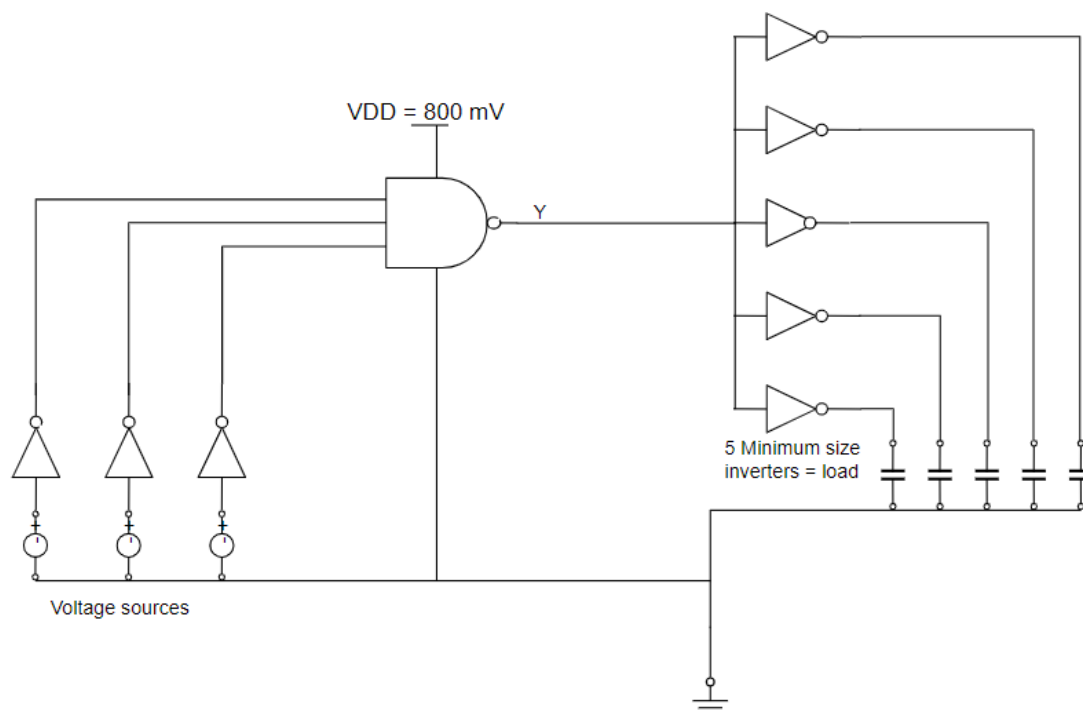 VDD = 800 mV
Y
5 Minimum size
inverters = load
+ + +
Voltage sources